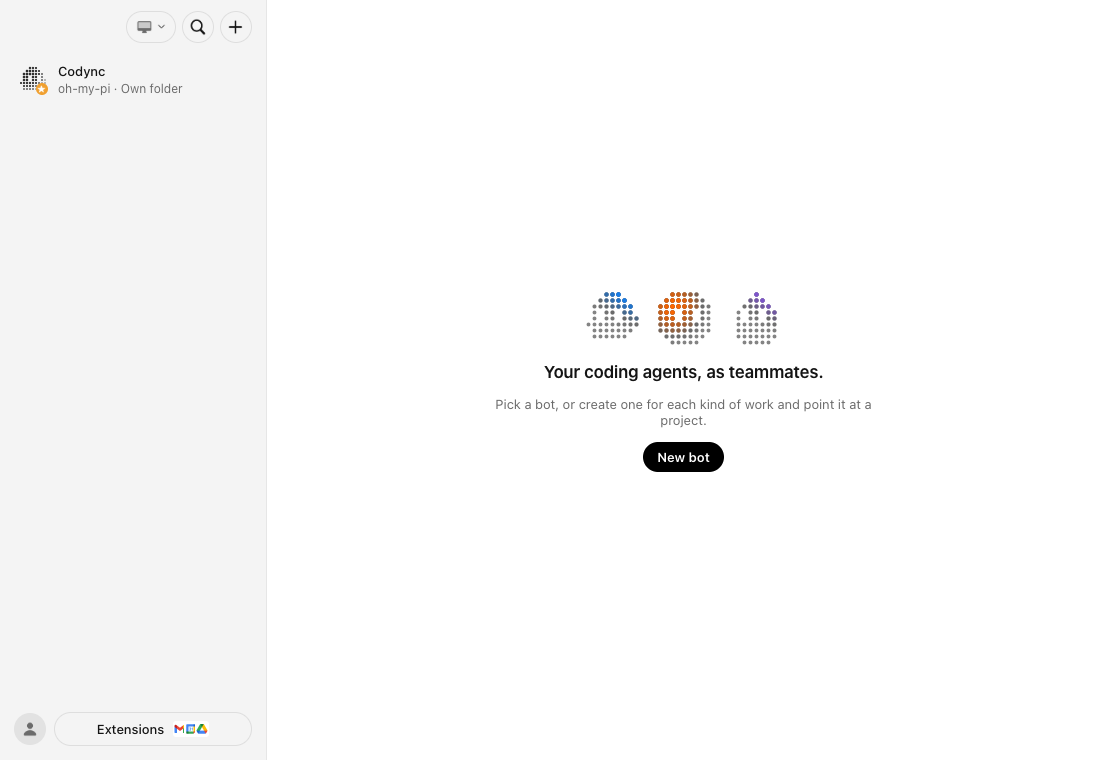 Codync
oh-my-pi · Own folder
Your coding agents, as teammates.
Pick a bot, or create one for each kind of work and point it at a
project.
New bot
Extensions